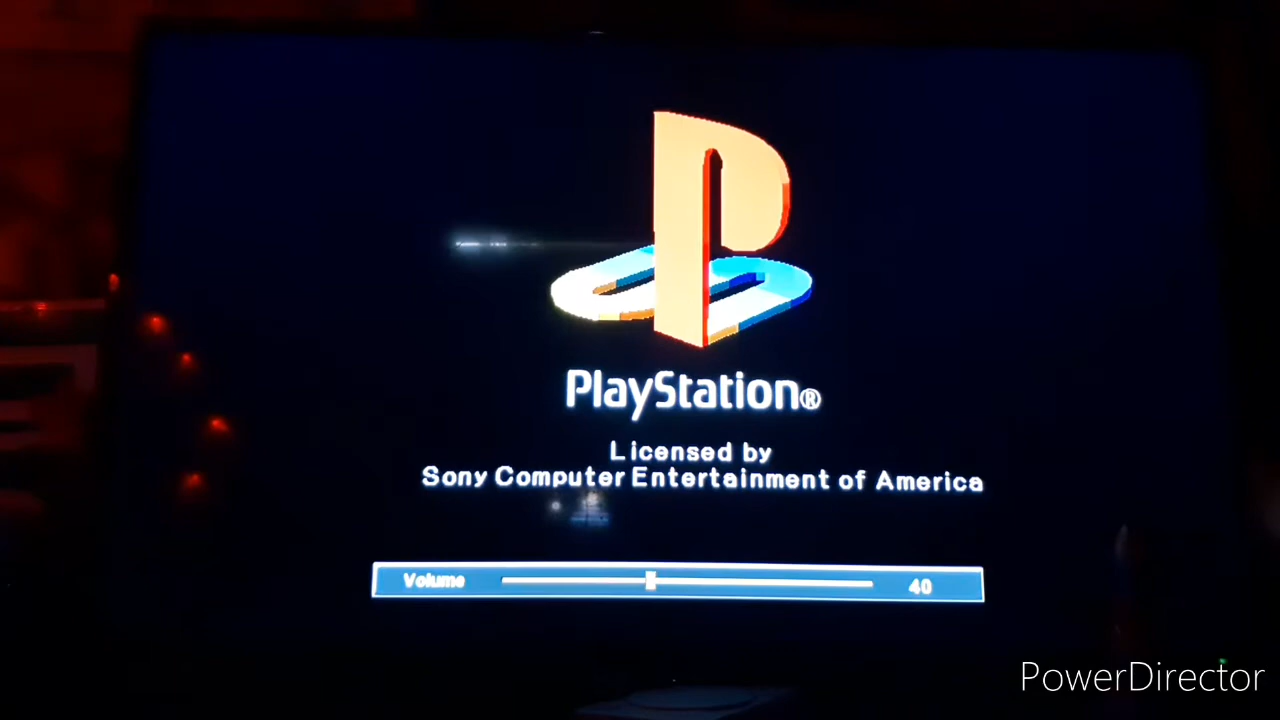 PlayStation®
Licensed by
Sony Computer Entertainment of America
Volume 40
PowerDirector